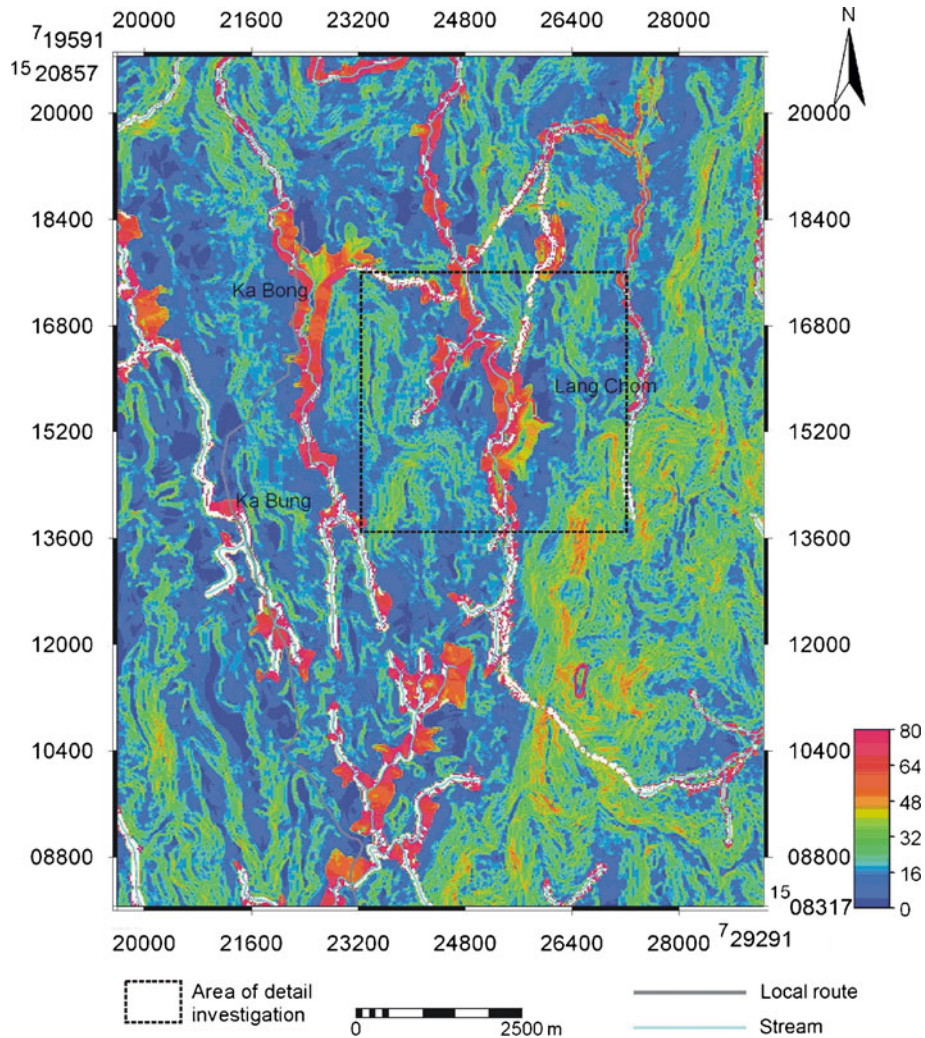 20000 21600 23200 24800 26400 28000
N
7 19591
15 20857
20000 20000
18400 18400
Ka Bong
16800 16800
Lang Chom
15200 15200
Ka Bung
13600 13600
12000 12000
80
10400 10400
64
48
32
08800 08800
16
15 08317
0
20000 21600 23200 24800 26400 28000
7 29291
Area of detail
investigation
Local route
0 2500 m
Stream